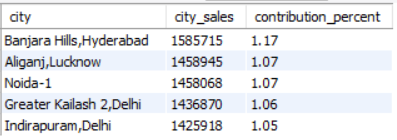 city city_sales contribution_percent
Banjara Hills,Hyderabad 1585715 1.17
Aliganj,Lucknow 1458945 1.07
Noida-1 1458068 1.07
Greater Kailash 2,Delhi 1436870 1.06
Indirapuram,Delhi 1425918 1.05